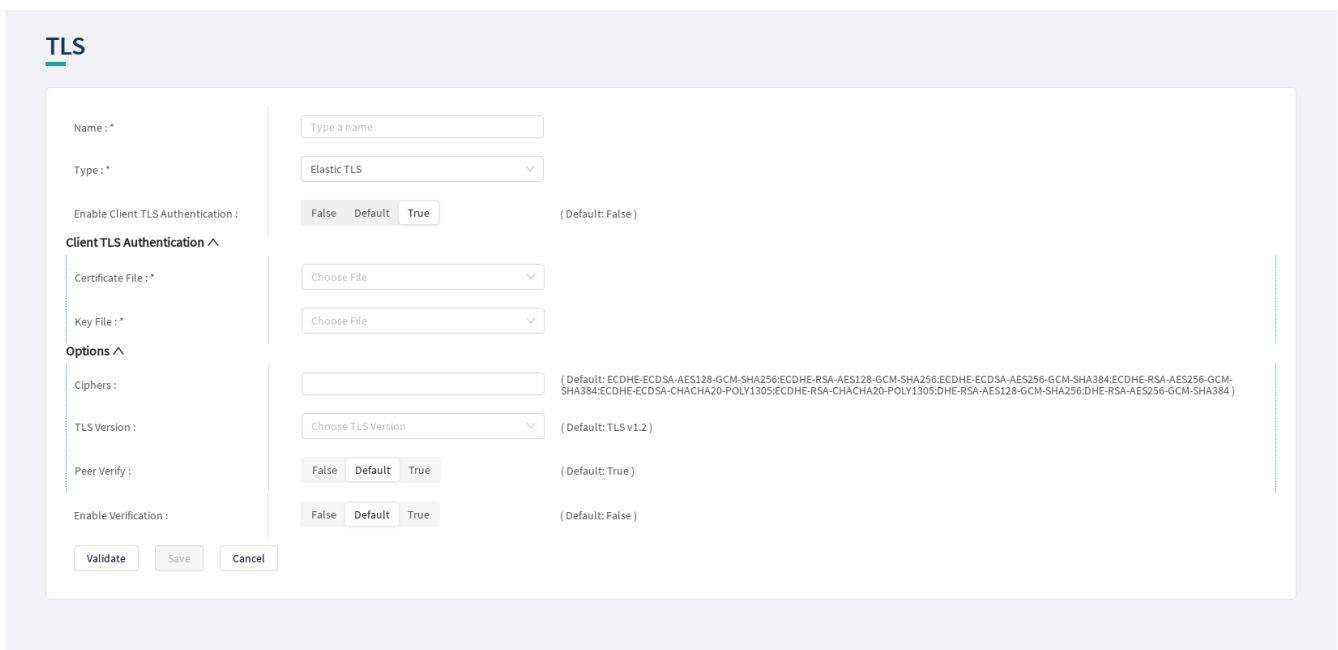 TLS
Name : *
Type a name
Type : *
Elastic TLS
Enable Client TLS Authentication :
False Default True
( Default: False )
Client TLS Authentication
Certificate File : *
Choose File
Key File : *
Choose File
Options
Ciphers :
( Default: ECDHE-ECDSA-AES128-GCM-SHA256:ECDHE-RSA-AES128-GCM-SHA256:ECDHE-ECDSA-AES256-GCM-SHA384:ECDHE-RSA-AES256-GCM-
SHA384:ECDHE-ECDSA-CHACHA20-POLY1305:ECDHE-RSA-CHACHA20-POLY1305:DHE-RSA-AES128-GCM-SHA256:DHE-RSA-AES256-GCM-SHA384 )
TLS Version :
Choose TLS Version
( Default: TLS v1.2 )
Peer Verify :
False Default True
( Default: True )
Enable Verification :
False Default True
( Default: False )
Validate Save Cancel